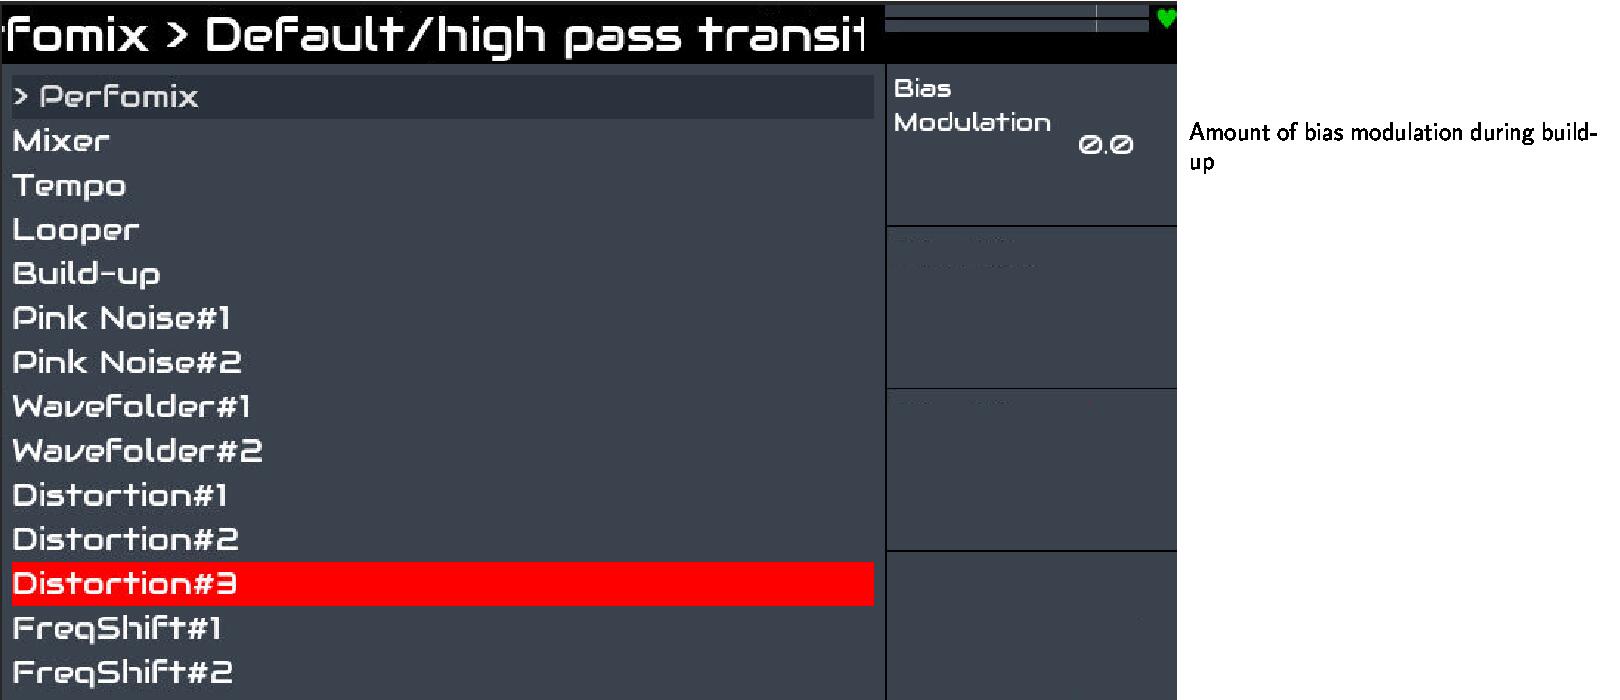 fomix > Default/high pass transit
> Perfomix
Mixer
Tempo
Looper
Build-up
Pink Noise#1
Pink Noise#2
Wavefolder#1
Wavefolder#2
Distortion#1
Distortion#2
Distortion#3
FreqShift#1
FreqShift#2
Bias
Modulation
0.0
Amount of bias modulation during build-
up